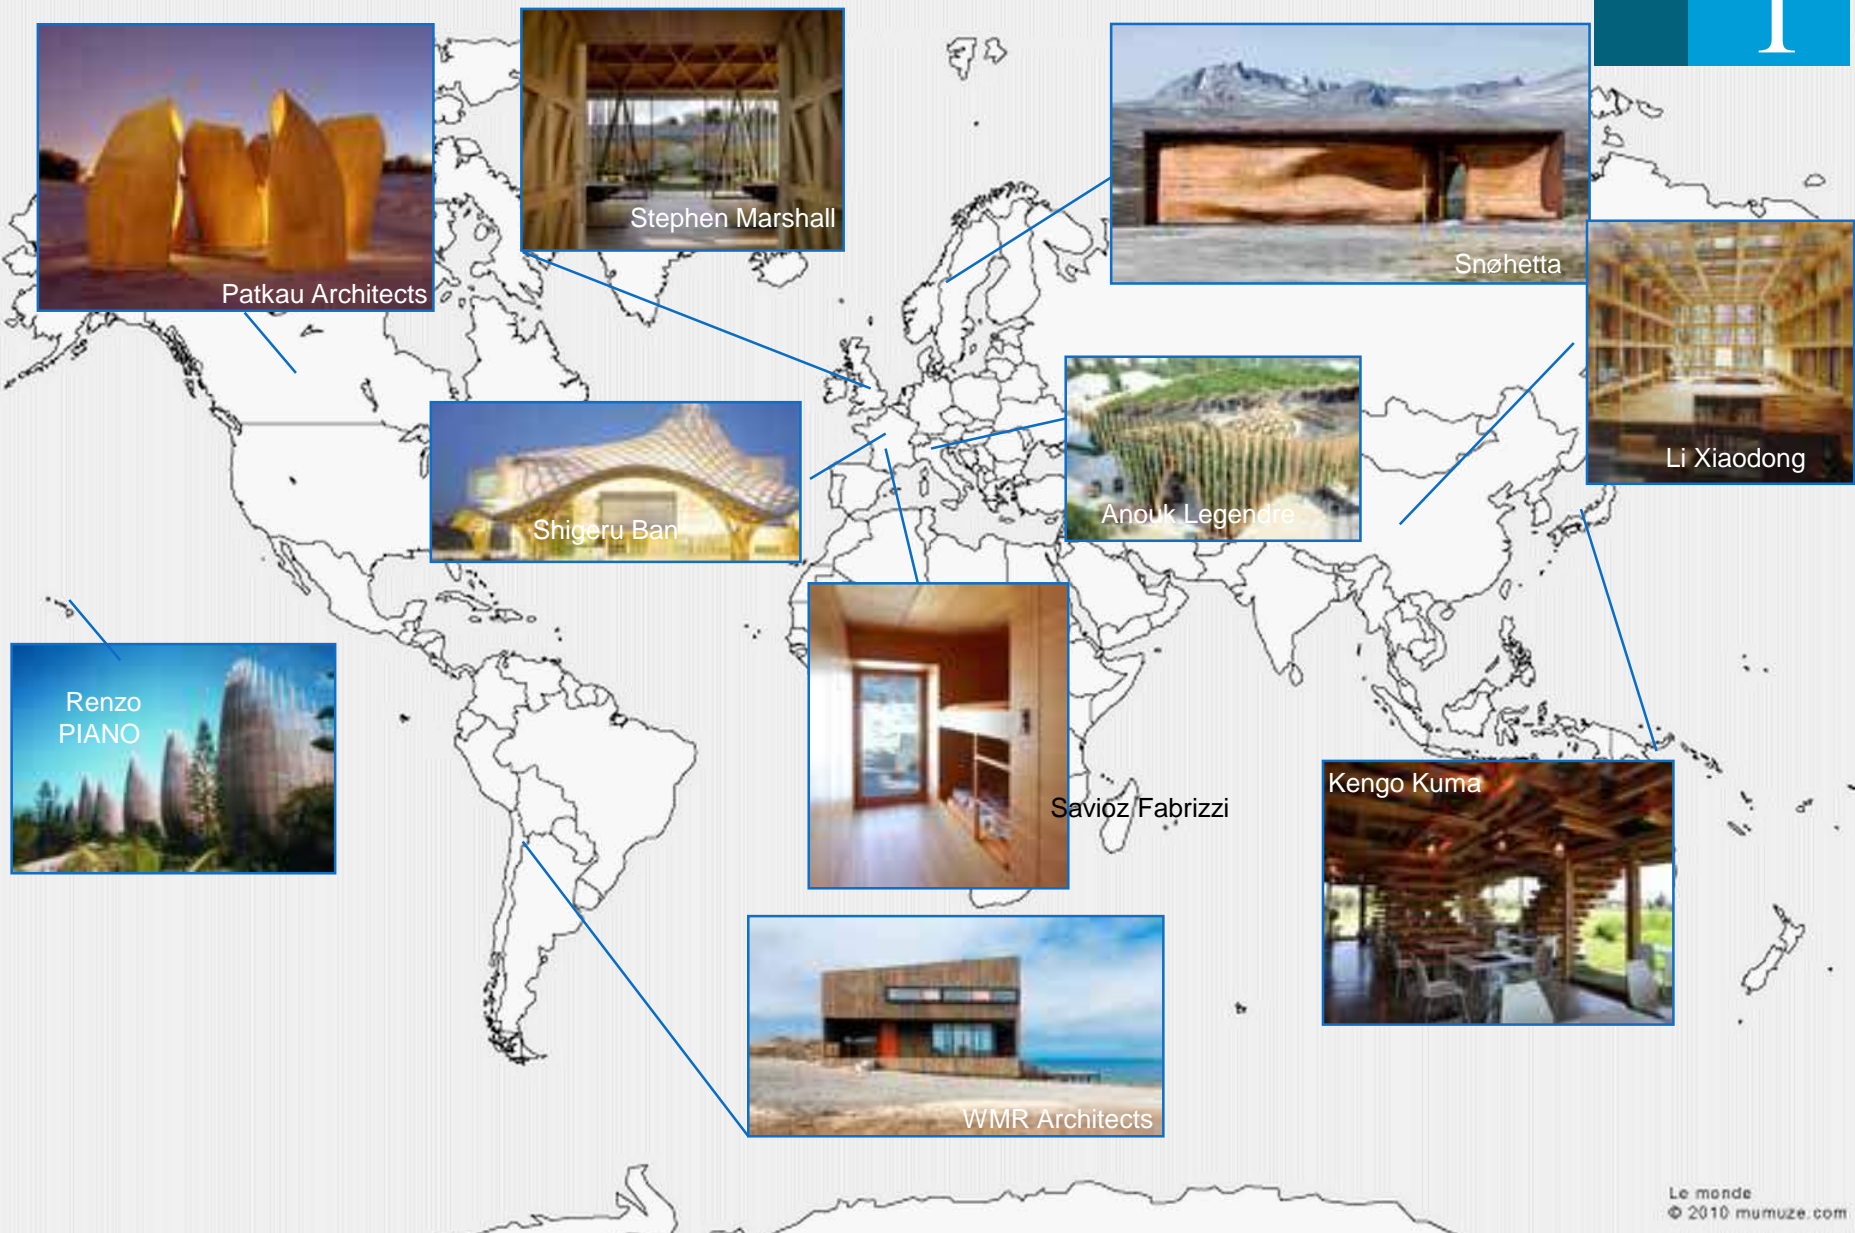 1
Stephen Marshall
Patkau Architects
Snøhetta
Li Xiaodong
Shigeru Ban
Anouk Legendre
Renzo
PIANO
Savioz Fabrizzi
Kengo Kuma
WMR Architects
Le monde
© 2010 mumuze.com